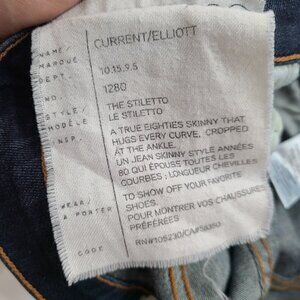 NAME/ CURRENT/ELLIOTT
MARQUE
DEPT. 10.15.9.5
NO. 1280
STYLE/ THE STILETTO
MODÈLE LE STILETTO
INSP. A TRUE EIGHTIES SKINNY THAT
HUGS EVERY CURVE, CROPPED
AT THE ANKLE.
UN JEAN SKINNY STYLE ANNÉES
80 QUI ÉPOUSE TOUTES LES
COURBES; LONGUEUR CHEVILLES
WEAR/ TO SHOW OFF YOUR FAVORITE
A PORTER SHOES.
POUR MONTRER VOS CHAUSSURES
PRÉFÉRÉES
CODE RN#105230/CA#